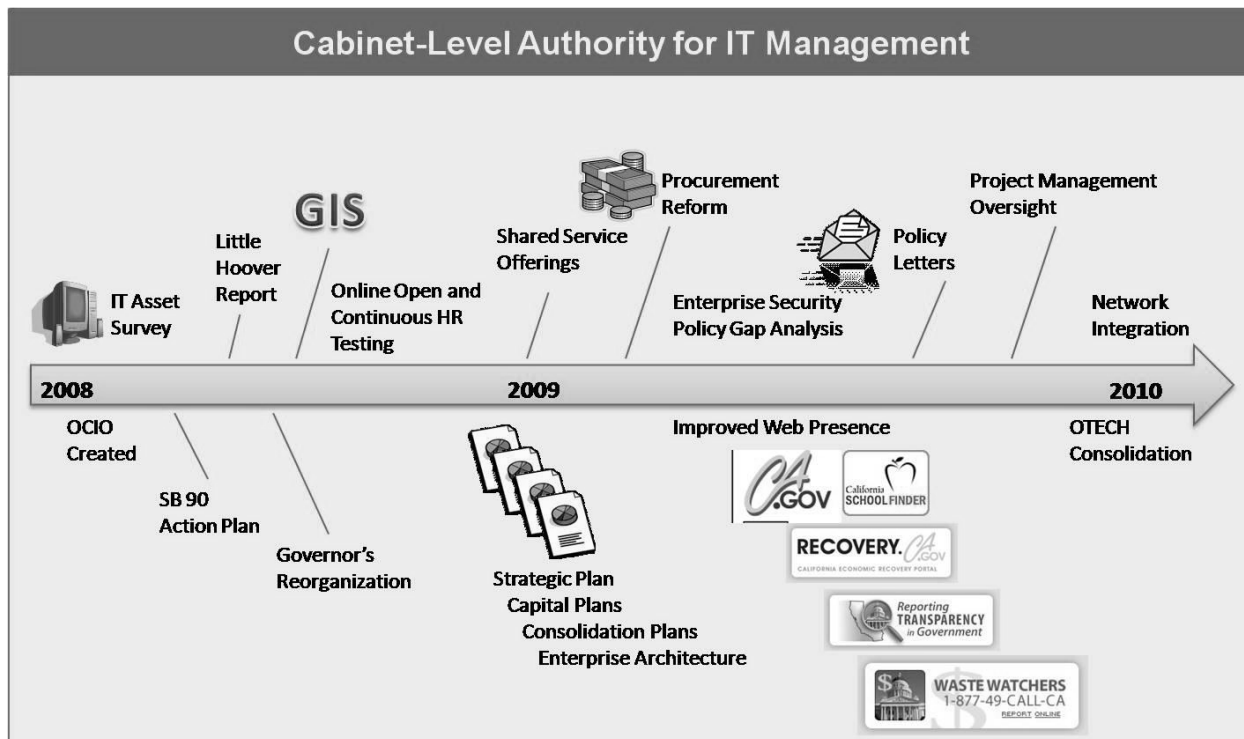 Cabinet-Level Authority for IT Management
IT Asset
Survey
Little
Hoover
Report
GIS
Online Open and
Continuous HR
Testing
Shared Service
Offerings
Procurement
Reform
Enterprise Security
Policy Gap Analysis
Policy
Letters
Project Management
Oversight
Network
Integration
2008
2009
2010
OCIO
Created
SB 90
Action Plan
Governor's
Reorganization
Strategic Plan
Capital Plans
Consolidation Plans
Enterprise Architecture
Improved Web Presence
CA
.GOV
California
SCHOOL FINDER
RECOVERY.CA
.GOV
CALIFORNIA ECONOMIC RECOVERY PORTAL
Reporting
TRANSPARENCY
in Government
$
WASTE WATCHERS
1-877-49-CALL-CA
REPORT ONLINE
OTECH
Consolidation